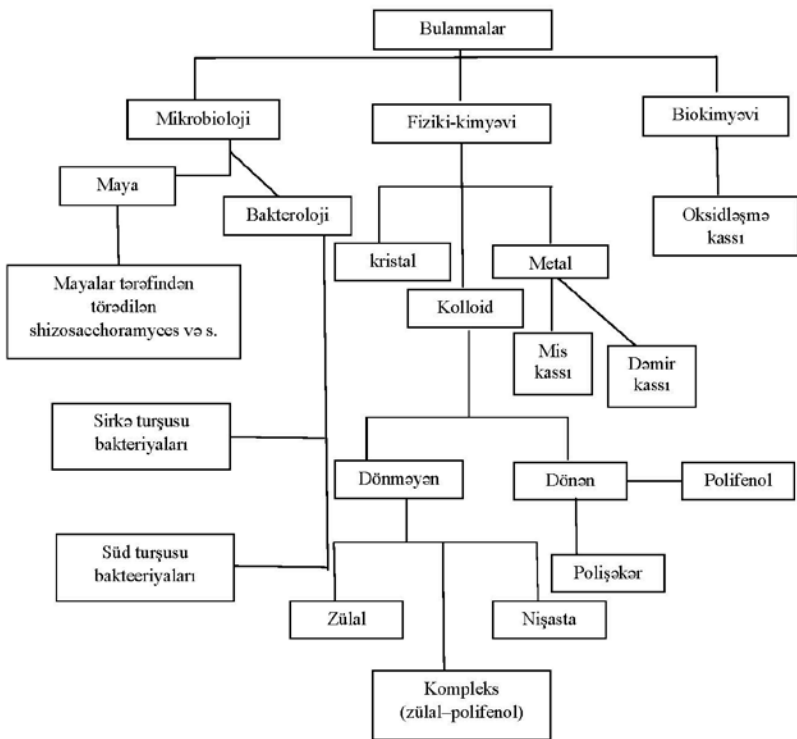 Bulanmalar
Mikrobioloji
Fiziki-kimyəvi
Biokimyəvi
Maya
Bakteroloji
Oksidləşmə
kassı
kristal
Metal
Mayalar tərəfindən
törədilən
shizosacchoramyces və s.
Kolloid
Mis
kassı
Dəmir
kassı
Sirkə turşusu
bakteriyaları
Dönməyən
Dönən
Polifenol
Süd turşusu
bakteeriyaları
Polişəkər
Zülal
Nişasta
Kompleks
(zülal–polifenol)